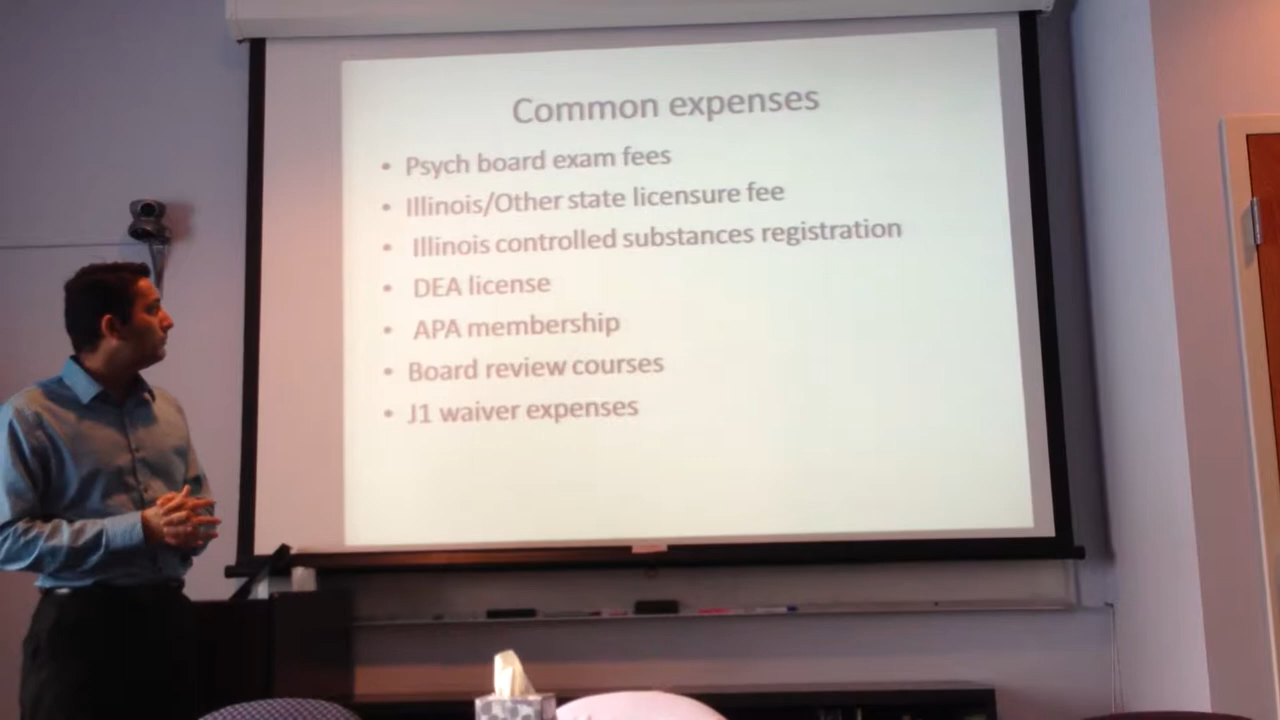 Common expenses
• Psych board exam fees
• Illinois/Other state licensure fee
• Illinois controlled substances registration
• DEA license
• APA membership
• Board review courses
• J1 waiver expenses